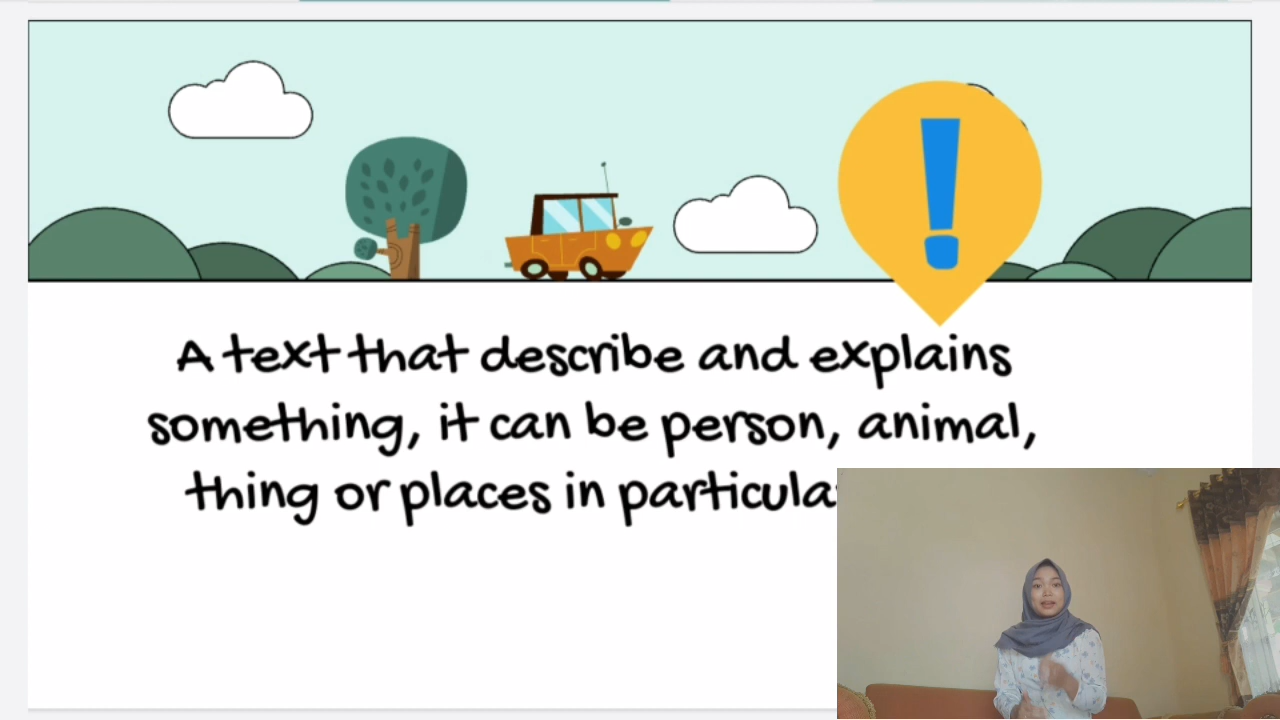 !
A text that describe and explains
something, it can be person, animal,
thing or places in